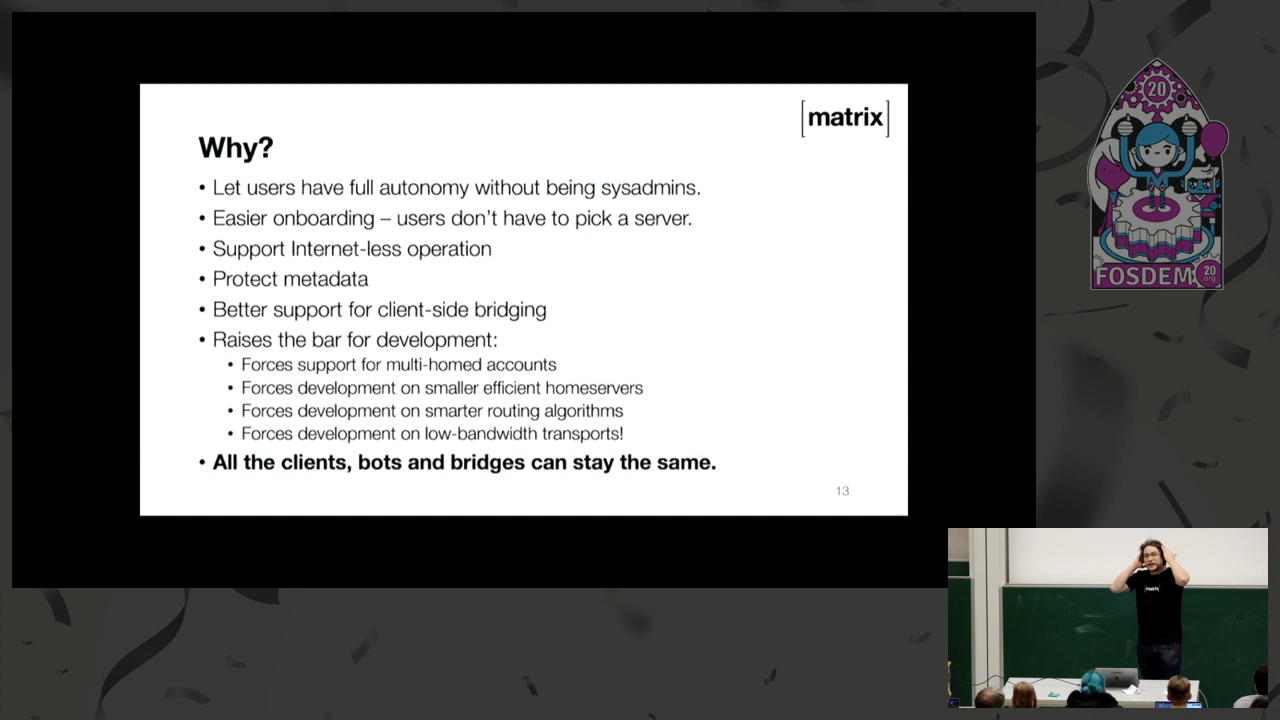 [matrix]
Why?
• Let users have full autonomy without being sysadmins.
• Easier onboarding – users don't have to pick a server.
• Support Internet-less operation
• Protect metadata
• Better support for client-side bridging
• Raises the bar for development:
• Forces support for multi-homed accounts
• Forces development on smaller efficient homeservers
• Forces development on smarter routing algorithms
• Forces development on low-bandwidth transports!
• All the clients, bots and bridges can stay the same.
13
20
FOSDEM
20
.org
[matrix]